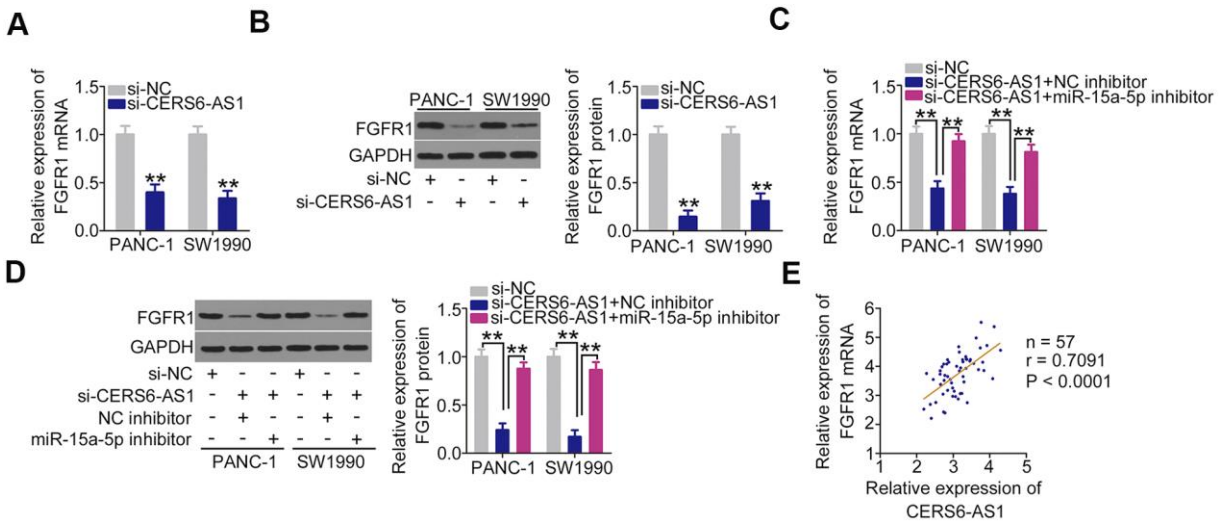 A
Relative expression of
FGFR1 mRNA
si-NC
si-CERS6-AS1
1.5
1.0
0.5
0.0
**
**
PANC-1
SW1990
B
PANC-1 SW1990
FGFR1
GAPDH
si-NC
+ - + -
si-CERS6-AS1
- + - +
Relative expression of
FGFR1 protein
si-NC
si-CERS6-AS1
1.5
1.0
0.5
0.0
**
**
PANC-1
SW1990
C
Relative expression of
FGFR1 mRNA
si-NC
si-CERS6-AS1+NC inhibitor
si-CERS6-AS1+miR-15a-5p inhibitor
1.5
1.0
0.5
0.0
** **
** **
PANC-1
SW1990
D
FGFR1
GAPDH
si-NC
+ - - + - -
si-CERS6-AS1
- + + - + +
NC inhibitor
- + - - + -
miR-15a-5p inhibitor
- - + - - +
PANC-1
SW1990
Relative expression of
FGFR1 protein
si-NC
si-CERS6-AS1+NC inhibitor
si-CERS6-AS1+miR-15a-5p inhibitor
1.5
1.0
0.5
0.0
** **
** **
PANC-1
SW1990
E
Relative expression of
FGFR1 mRNA
6
5
4
3
2
1
1 2 3 4 5
n = 57
r = 0.7091
P < 0.0001
Relative expression of
CERS6-AS1